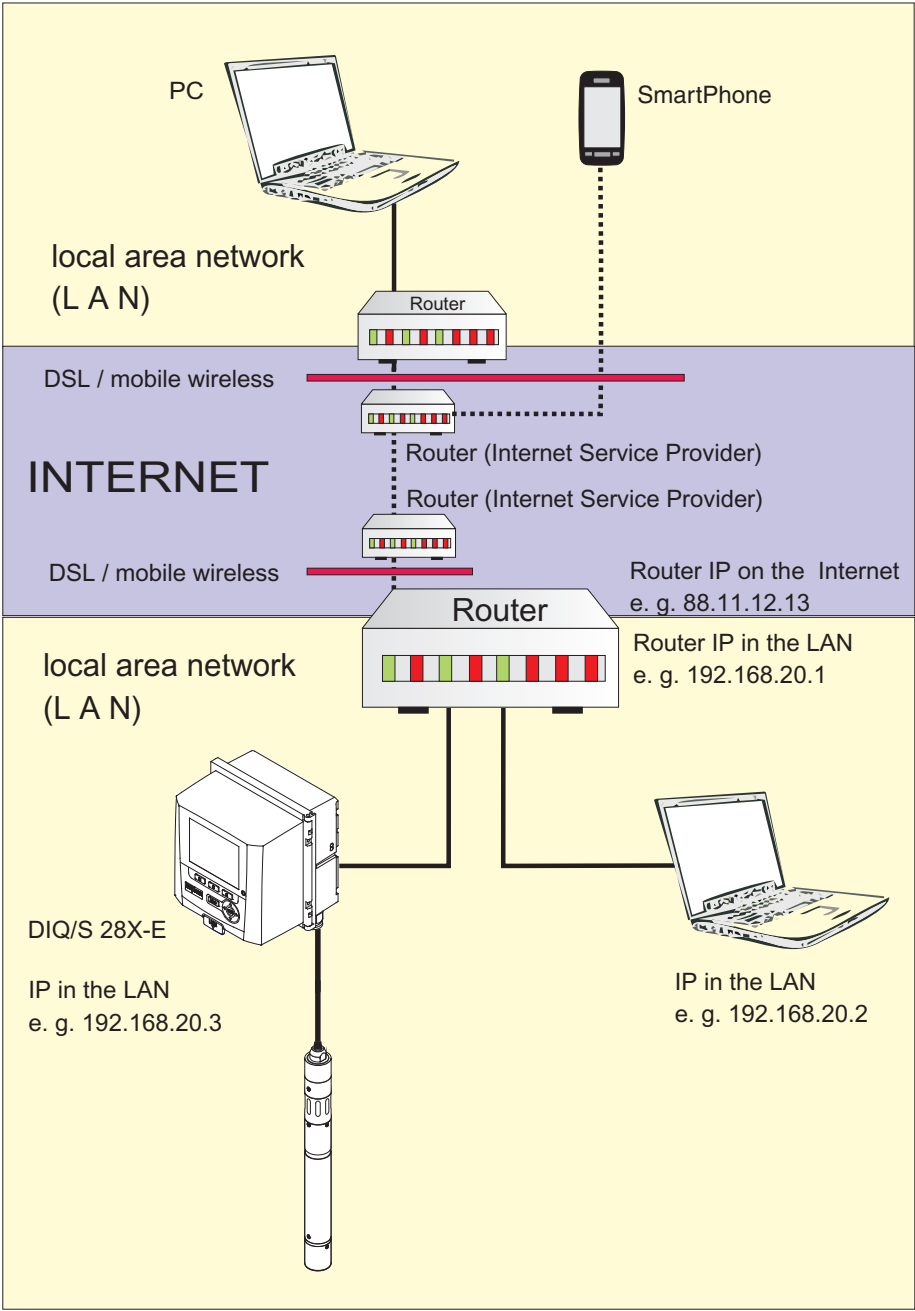 PC
SmartPhone
local area network
(L A N)
Router
DSL / mobile wireless
Router (Internet Service Provider)
INTERNET
Router (Internet Service Provider)
DSL / mobile wireless
Router IP on the Internet
e. g. 88.11.12.13
Router
Router IP in the LAN
e. g. 192.168.20.1
local area network
(L A N)
DIQ/S 28X-E
IP in the LAN
e. g. 192.168.20.3
IP in the LAN
e. g. 192.168.20.2